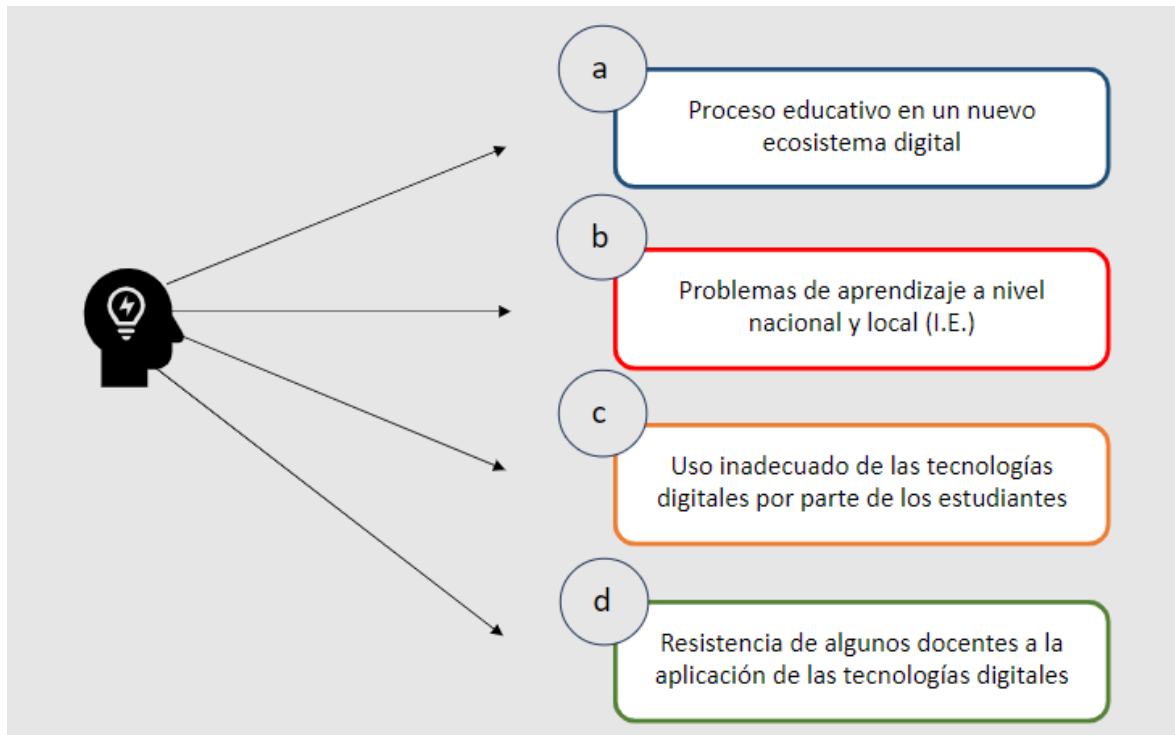 a
Proceso educativo en un nuevo
ecosistema digital
b
Problemas de aprendizaje a nivel
nacional y local (I.E.)
c
Uso inadecuado de las tecnologías
digitales por parte de los estudiantes
d
Resistencia de algunos docentes a la
aplicación de las tecnologías digitales